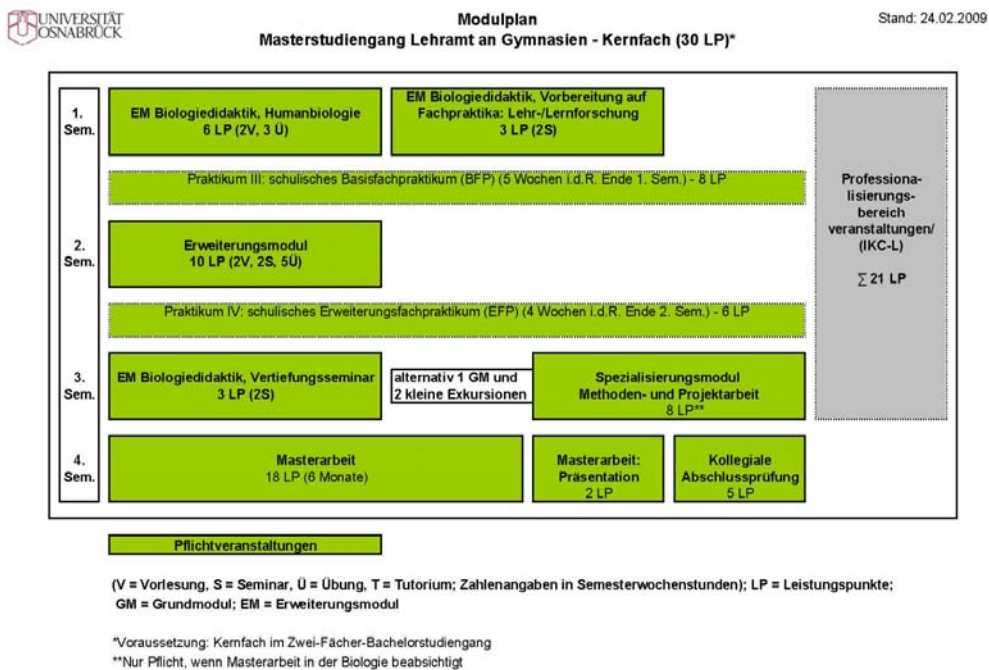 UNIVERSITÄT
OSNABRÜCK
Modulplan
Masterstudiengang Lehramt an Gymnasien - Kernfach (30 LP)*
Stand: 24.02.2009
1.
Sem.
EM Biologiedidaktik, Humanbiologie
6 LP (2V, 3 Ü)
EM Biologiedidaktik, Vorbereitung auf
Fachpraktika: Lehr-/Lernforschung
3 LP (2S)
Praktikum III: schulisches Basisfachpraktikum (BFP) (5 Wochen i.d.R. Ende 1. Sem.) - 8 LP
Professiona-
lisierungs-
bereich
veranstaltungen/
(IKC-L)
∑ 21 LP
2.
Sem.
Erweiterungsmodul
10 LP (2V, 2S, 5Ü)
Praktikum IV: schulisches Erweiterungsfachpraktikum (EFP) (4 Wochen i.d.R. Ende 2. Sem.) - 6 LP
3.
Sem.
EM Biologiedidaktik, Vertiefungsseminar
3 LP (2S)
alternativ 1 GM und
2 kleine Exkursionen
Spezialisierungsmodul
Methoden- und Projektarbeit
8 LP**
4.
Sem.
Masterarbeit
18 LP (6 Monate)
Masterarbeit:
Präsentation
2 LP
Kollegiale
Abschlussprüfung
5 LP
Pflichtveranstaltungen
(V = Vorlesung, S = Seminar, Ü = Übung, T = Tutorium; Zahlenangaben in Semesterwochenstunden); LP = Leistungspunkte;
GM = Grundmodul; EM = Erweiterungsmodul
*Voraussetzung: Kernfach im Zwei-Fächer-Bachelorstudiengang
**Nur Pflicht, wenn Masterarbeit in der Biologie beabsichtigt